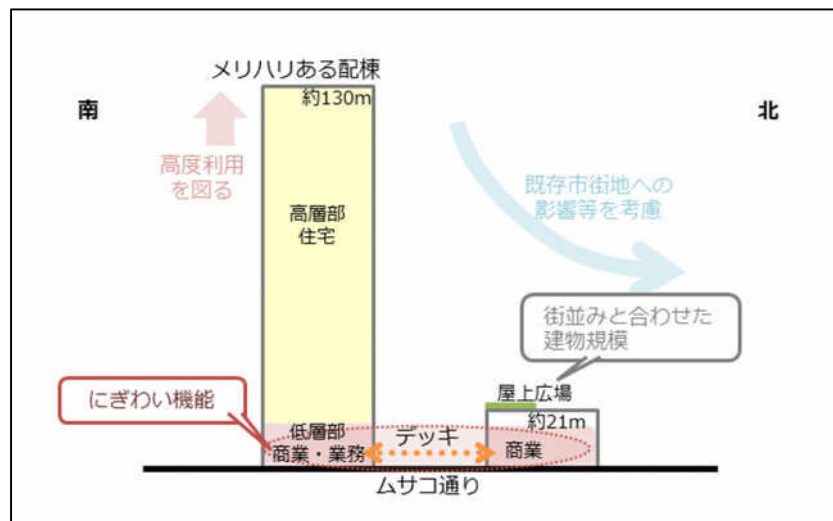 メリハリある配棟
約130m
南
北
高度利用
を図る
既存市街地への
影響等を考慮
高層部
住宅
街並みと合わせた
建物規模
にぎわい機能
屋上広場
約21m
低層部
商業・業務
デッキ
商業
ムサコ通り